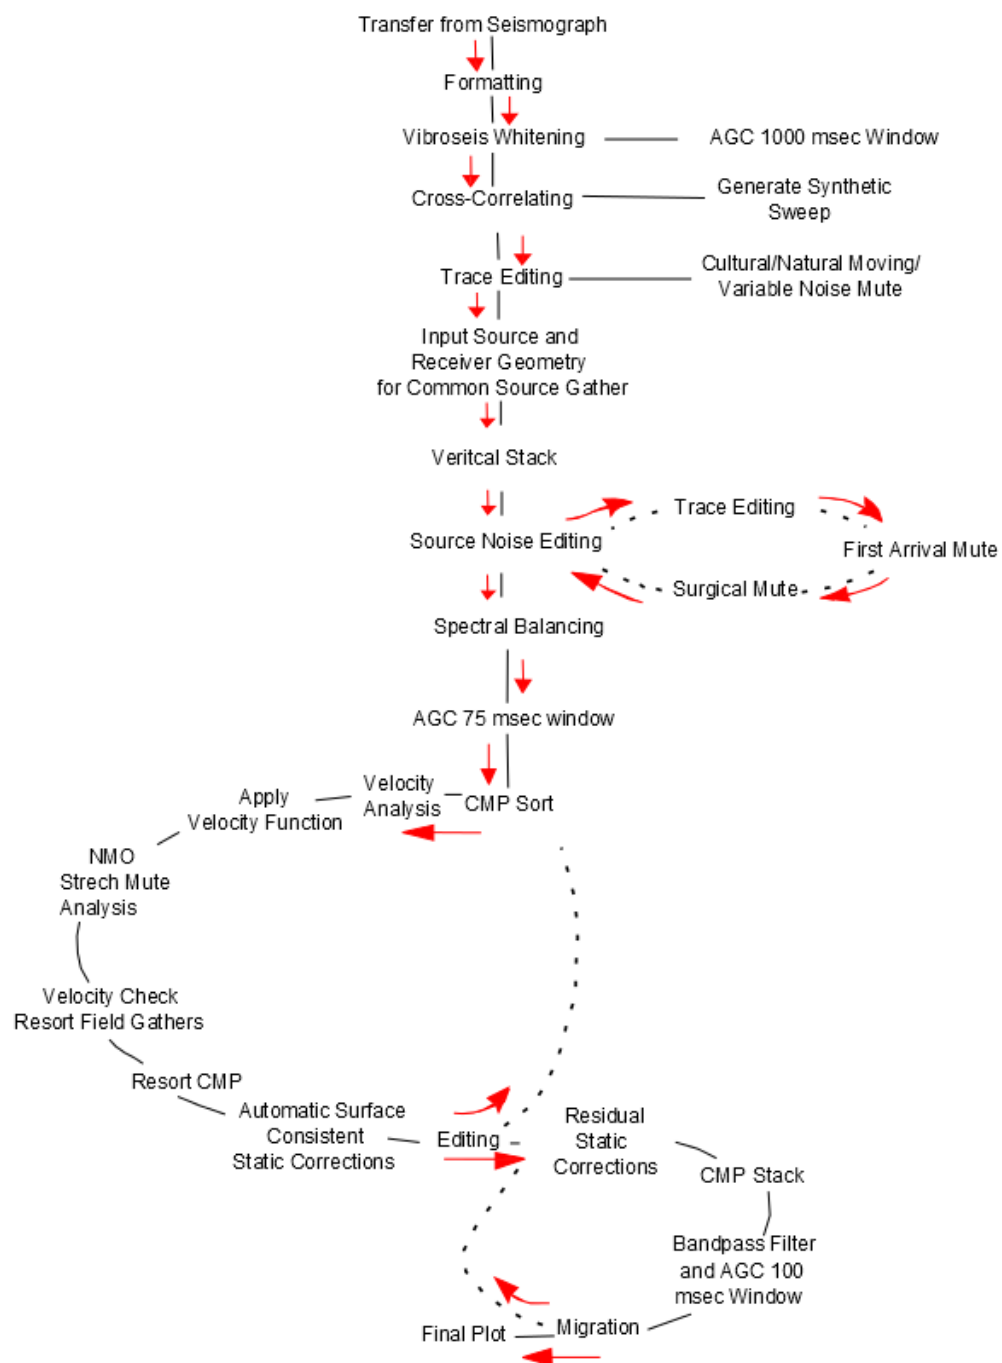 Transfer from Seismograph
Formatting
Vibroseis Whitening
AGC 1000 msec Window
Cross-Correlating
Generate Synthetic
Sweep
Trace Editing
Cultural/Natural Moving/
Variable Noise Mute
Input Source and
Receiver Geometry
for Common Source Gather
Veritcal Stack
Source Noise Editing
Trace Editing
First Arrival Mute
Surgical Mute
Spectral Balancing
AGC 75 msec window
CMP Sort
Velocity
Analysis
Apply
Velocity Function
NMO
Strech Mute
Analysis
Velocity Check
Resort Field Gathers
Resort CMP
Automatic Surface
Consistent
Static Corrections
Editing
Residual
Static
Corrections
CMP Stack
Bandpass Filter
and AGC 100
msec Window
Migration
Final Plot